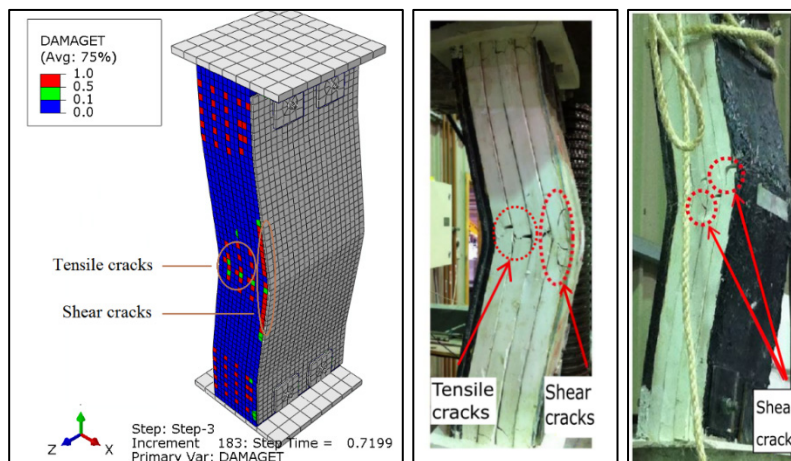 DAMAGET
(Avg: 75%)
1.0
0.5
0.1
0.0
Tensile cracks
Shear cracks
Z
X
Step: Step-3
Increment 183: Step Time = 0.7199
Primary Var: DAMAGET
Tensile
cracks
Shear
cracks
Shea
crack